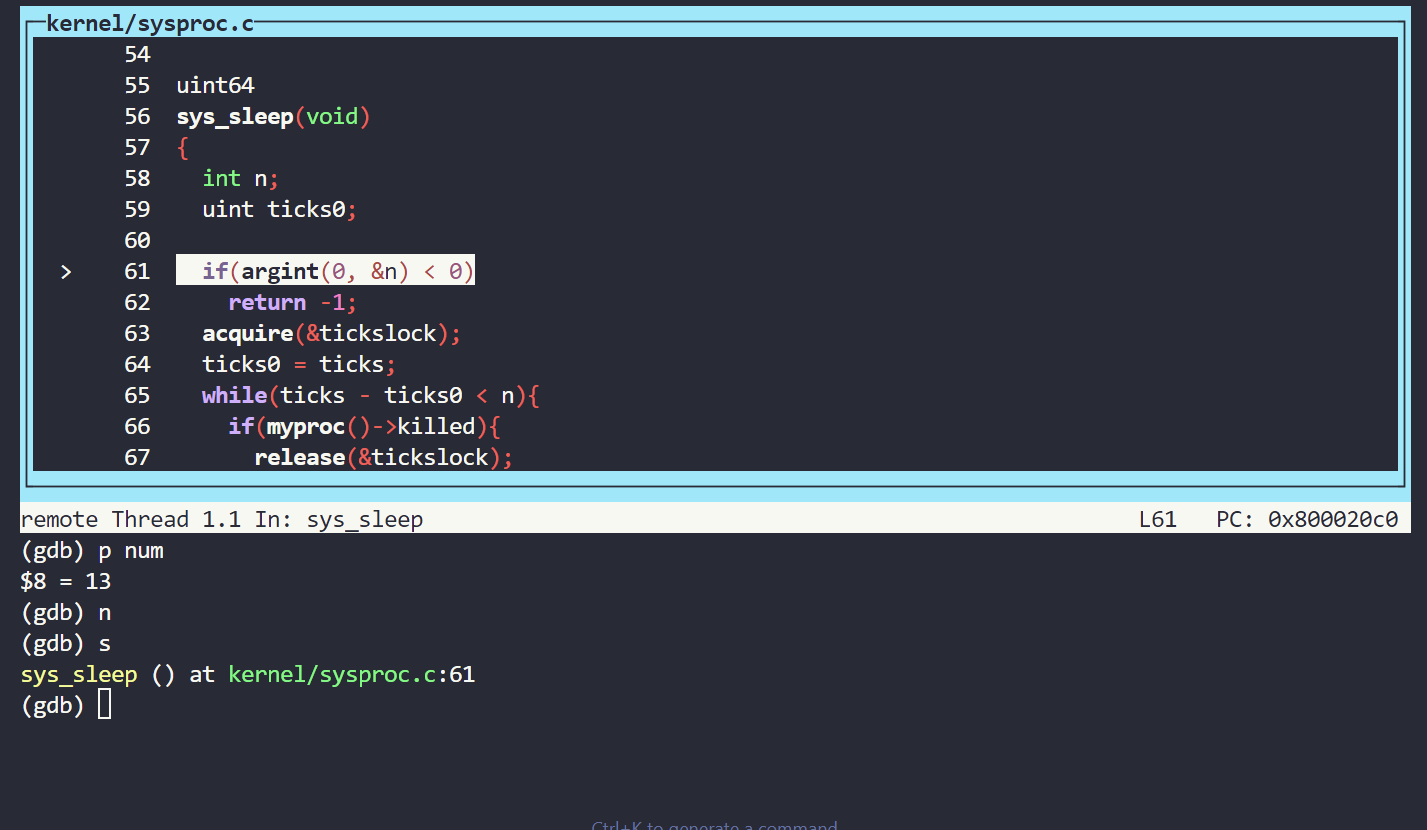 kernel/sysproc.c
54
55 uint64
56 sys_sleep(void)
57 {
58 int n;
59 uint ticks0;
60
> 61 if(argint(0, &n) < 0)
62 return -1;
63 acquire(&tickslock);
64 ticks0 = ticks;
65 while(ticks - ticks0 < n){
66 if(myproc()->killed){
67 release(&tickslock);
remote Thread 1.1 In: sys_sleep L61 PC: 0x800020c0
(gdb) p num
$8 = 13
(gdb) n
(gdb) s
sys_sleep () at kernel/sysproc.c:61
(gdb)
Ctrl+K to generate a command